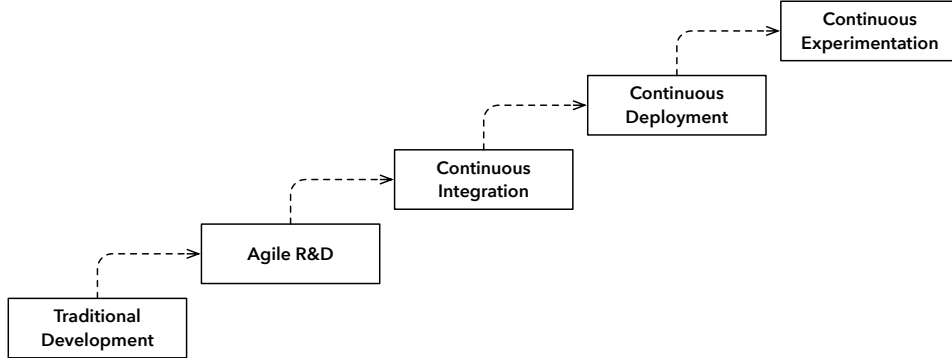 Continuous
Experimentation
Continuous
Deployment
Continuous
Integration
Agile R&D
Traditional
Development